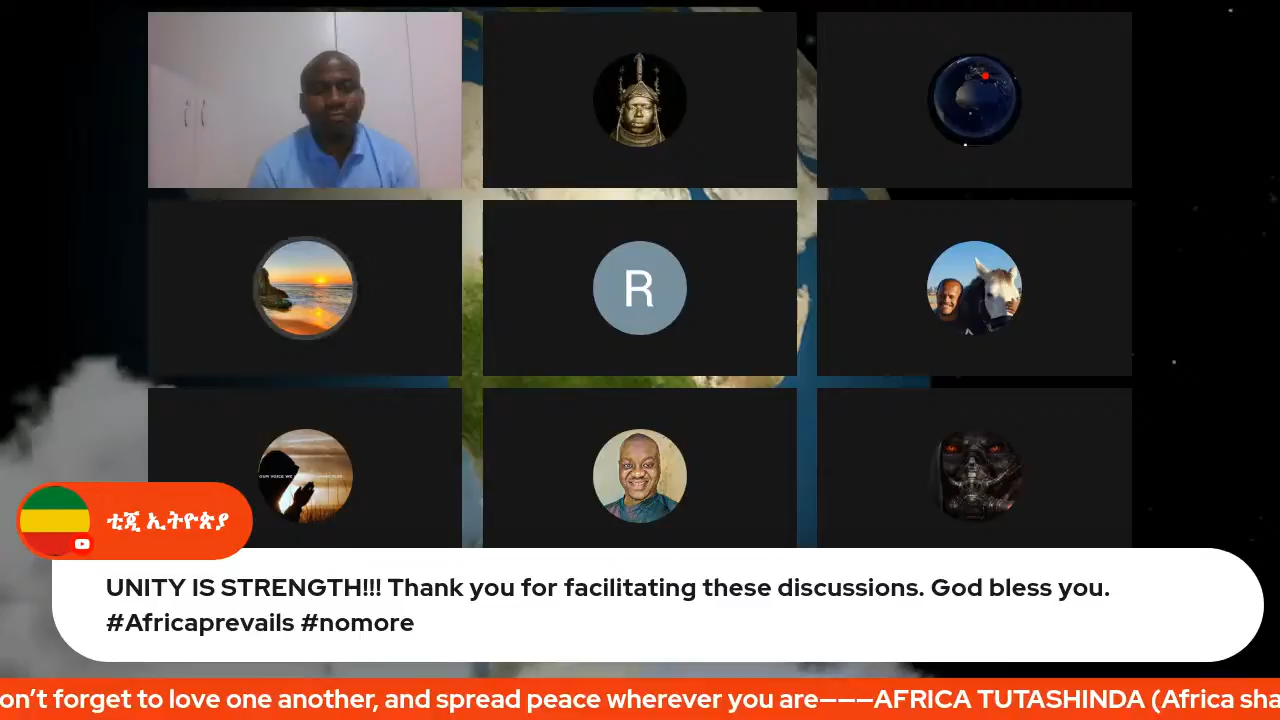 R
ቲጂ ኢትዮጵያ
UNITY IS STRENGTH!!! Thank you for facilitating these discussions. God bless you.
#Africaprevails #nomore
on’t forget to love one another, and spread peace wherever you are———AFRICA TUTASHINDA (Africa sha